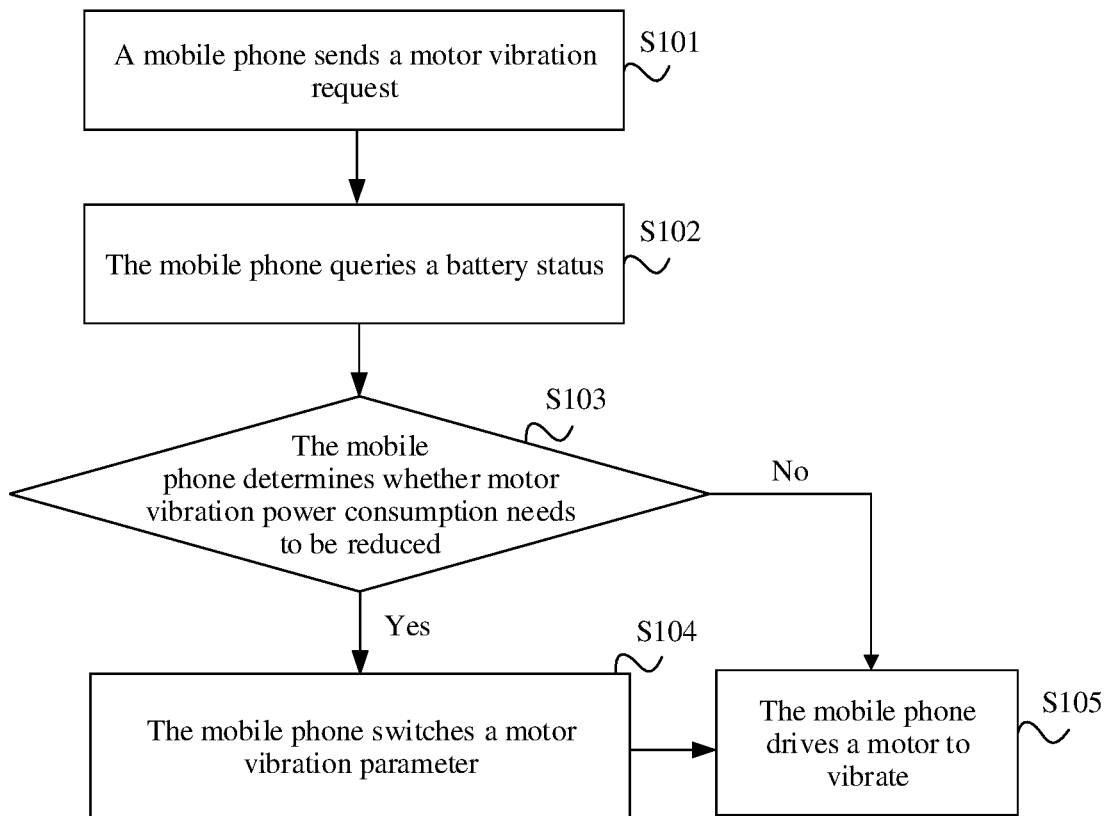 S101
A mobile phone sends a motor vibration
request
S102
The mobile phone queries a battery status
S103
The mobile
phone determines whether motor
vibration power consumption needs
to be reduced
No
Yes
S104
The mobile phone switches a motor
vibration parameter
S105
The mobile phone
drives a motor to
vibrate